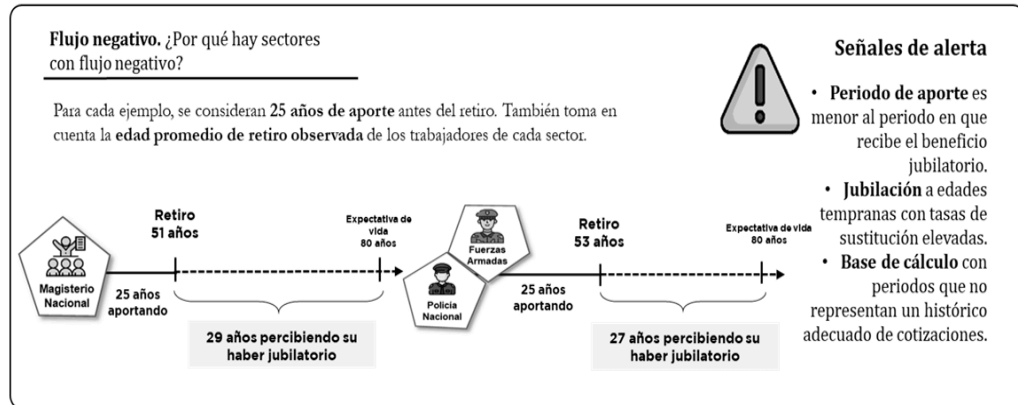 Flujo negativo. ¿Por qué hay sectores
con flujo negativo?
Para cada ejemplo, se consideran 25 años de aporte antes del retiro. También toma en
cuenta la edad promedio de retiro observada de los trabajadores de cada sector.
Señales de alerta
• Periodo de aporte es
menor al periodo en que
recibe el beneficio
jubilatorio.
• Jubilación a edades
tempranas con tasas de
sustitución elevadas.
• Base de cálculo con
periodos que no
representan un histórico
adecuado de cotizaciones.
Magisterio
Nacional
25 años
aportando
Retiro
51 años
Expectativa de
vida
80 años
29 años percibiendo su
haber jubilatorio
Fuerzas
Armadas
Policía
Nacional
25 años
aportando
Retiro
53 años
Expectativa de vida
80 años
27 años percibiendo su
haber jubilatorio